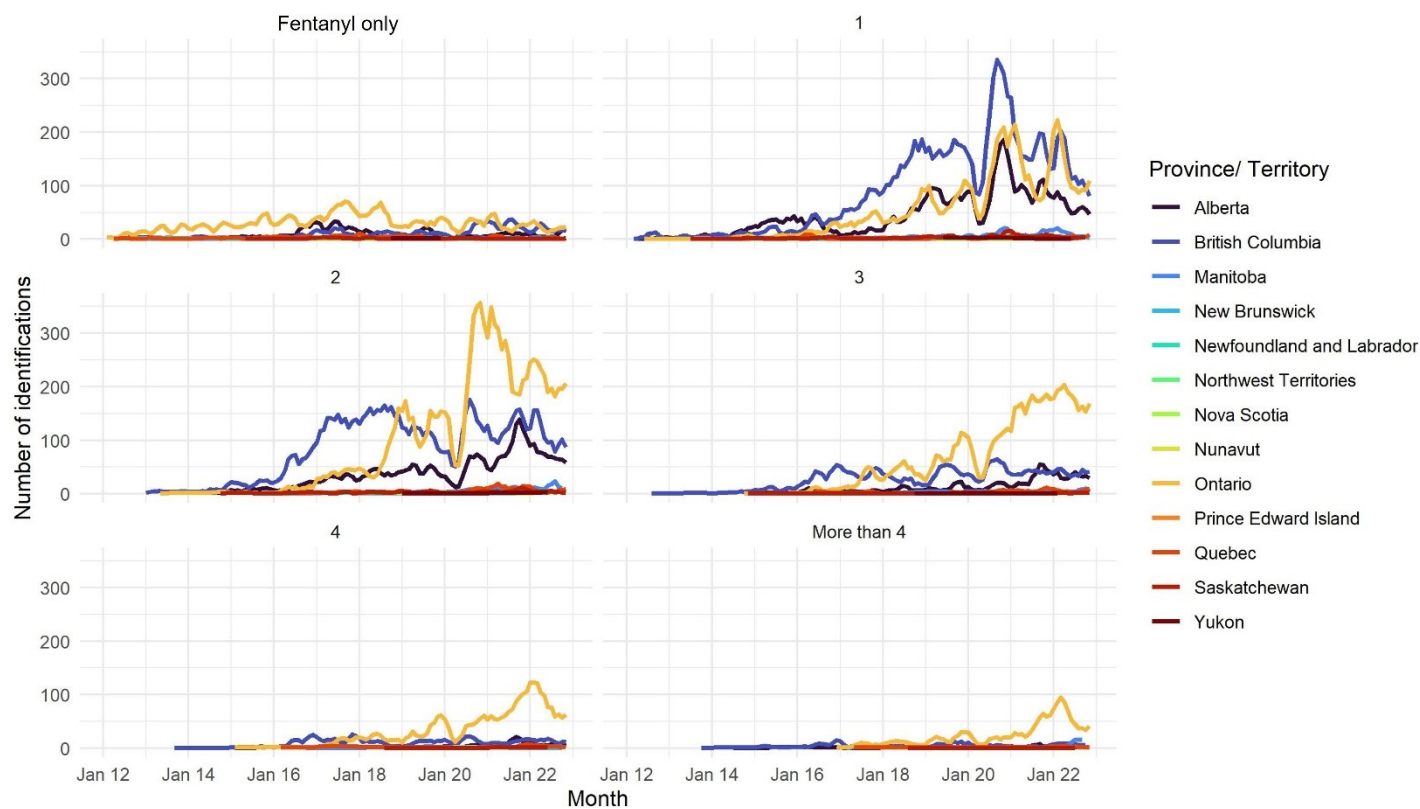 Fentanyl only
1
300
200
100
0
2
3
300
200
100
0
4
More than 4
300
200
100
0
Jan 12 Jan 14 Jan 16 Jan 18 Jan 20 Jan 22
Jan 12 Jan 14 Jan 16 Jan 18 Jan 20 Jan 22
Month
Number of identifications
Province/ Territory
Alberta
British Columbia
Manitoba
New Brunswick
Newfoundland and Labrador
Northwest Territories
Nova Scotia
Nunavut
Ontario
Prince Edward Island
Quebec
Saskatchewan
Yukon